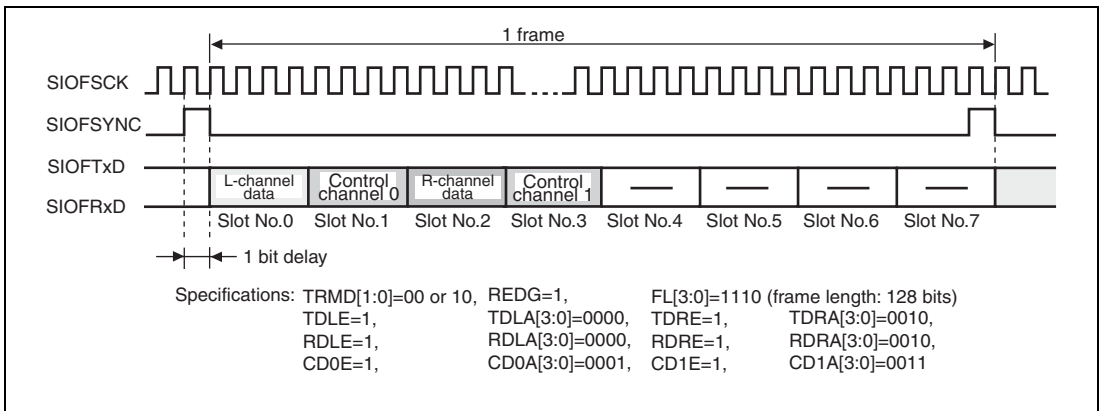 1 frame
SIOFSCK
SIOFSYNC
SIOFTxD
SIOFRxD
L-channel data
Control channel 0
R-channel data
Control channel 1
Slot No.0 Slot No.1 Slot No.2 Slot No.3 Slot No.4 Slot No.5 Slot No.6 Slot No.7
1 bit delay
Specifications: TRMD[1:0]=00 or 10, REDG=1, FL[3:0]=1110 (frame length: 128 bits)
TDLE=1, TDLA[3:0]=0000, TDRE=1, TDRA[3:0]=0010,
RDLE=1, RDLA[3:0]=0000, RDRE=1, RDRA[3:0]=0010,
CD0E=1, CD0A[3:0]=0001, CD1E=1, CD1A[3:0]=0011